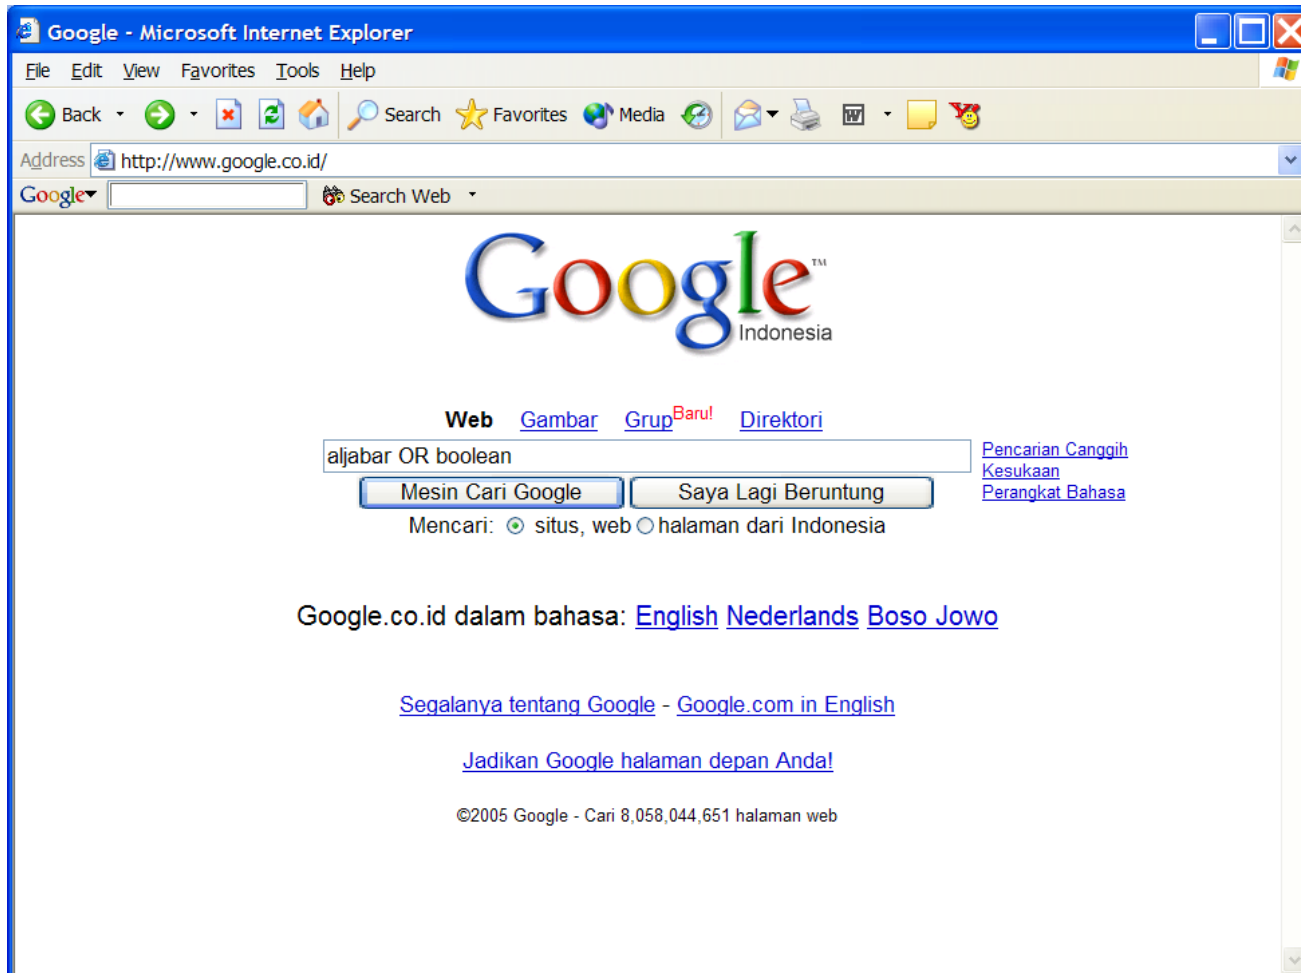 Google - Microsoft Internet Explorer
File Edit View Favorites Tools Help
Back Search Favorites Media
Address http://www.google.co.id/
Google Search Web
Google™
Indonesia
Web Gambar Grup Baru! Direktori
aljabar OR boolean
Pencarian Canggih
Kesukaan
Perangkat Bahasa
Mesin Cari Google Saya Lagi Beruntung
Mencari: situs, web halaman dari Indonesia
Google.co.id dalam bahasa: English Nederlands Boso Jowo
Segalanya tentang Google - Google.com in English
Jadikan Google halaman depan Anda!
©2005 Google - Cari 8,058,044,651 halaman web